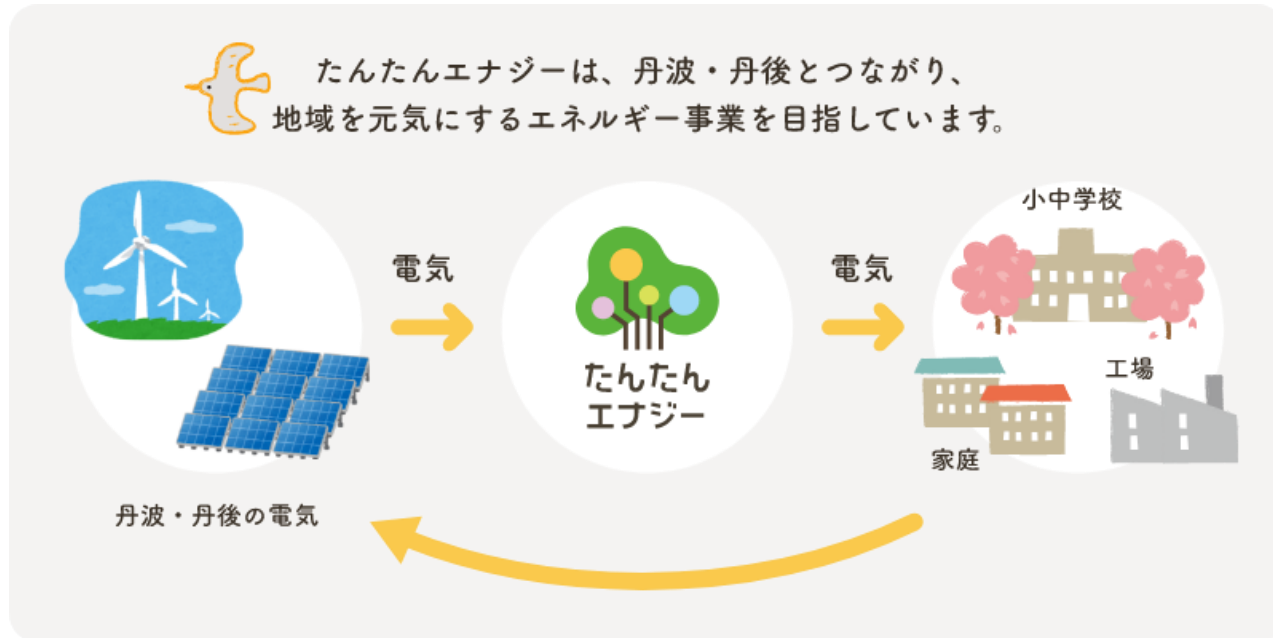 たんたんエナジーは、丹波・丹後とつながり、
地域を元気にするエネルギー事業を目指しています。
小中学校
電気
電気
たんたん
エナジー
工場
家庭
丹波・丹後の電気